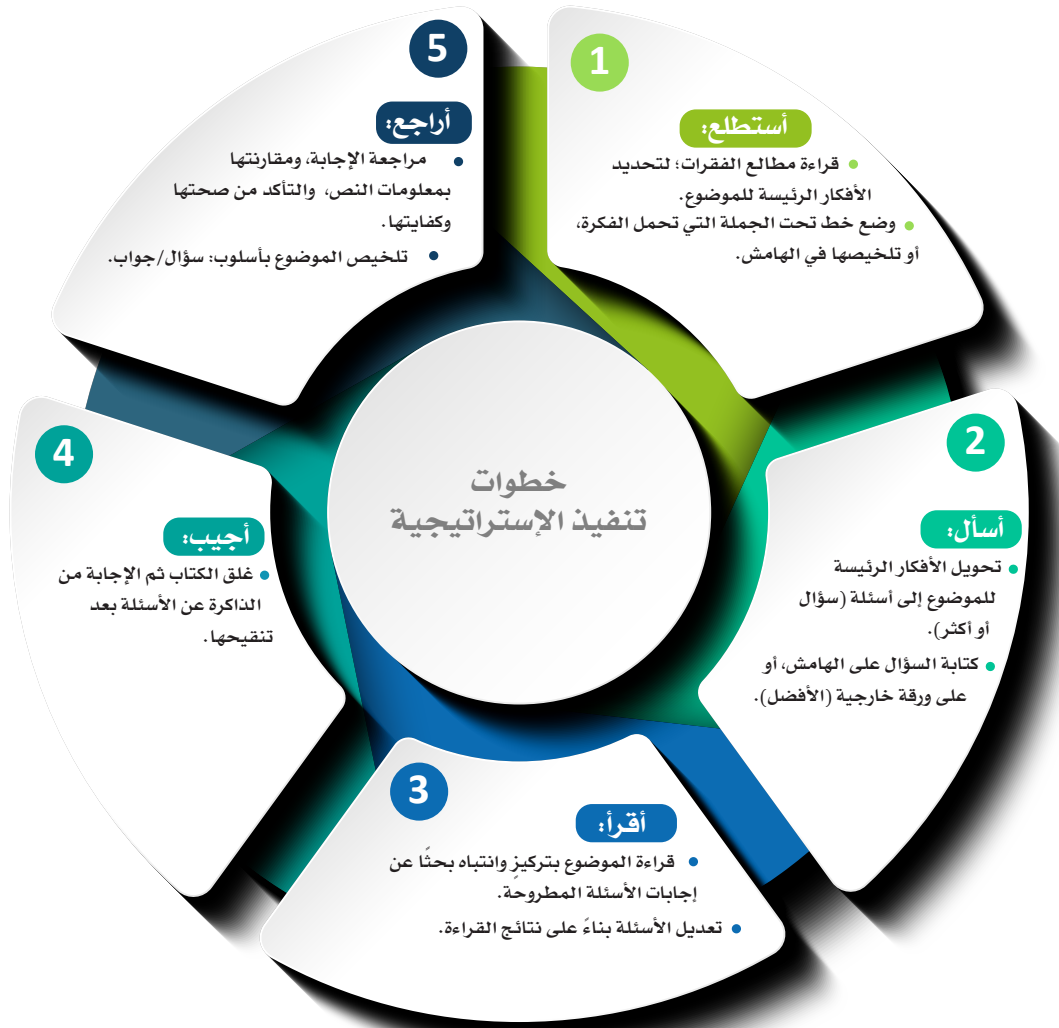 خطوات
تنفيذ الإستراتيجية
1
أستطلع:
• قراءة مطالع الفقرات؛ لتحديد
الأفكار الرئيسة للموضوع.
• وضع خط تحت الجملة التي تحمل الفكرة،
أو تلخيصها في الهامش.
2
أسأل:
• تحويل الأفكار الرئيسة
للموضوع إلى أسئلة (سؤال
أو أكثر).
• كتابة السؤال على الهامش، أو
على ورقة خارجية (الأفضل).
3
أقرأ:
• قراءة الموضوع بتركيزٍ وانتباه بحثًا عن
إجابات الأسئلة المطروحة.
• تعديل الأسئلة بناءً على نتائج القراءة.
4
أجيب:
• غلق الكتاب ثم الإجابة من
الذاكرة عن الأسئلة بعد
تنقيحها.
5
أراجع:
• مراجعة الإجابة، ومقارنتها
بمعلومات النص، والتأكد من صحتها
وكفايتها.
• تلخيص الموضوع بأسلوب: سؤال/جواب.